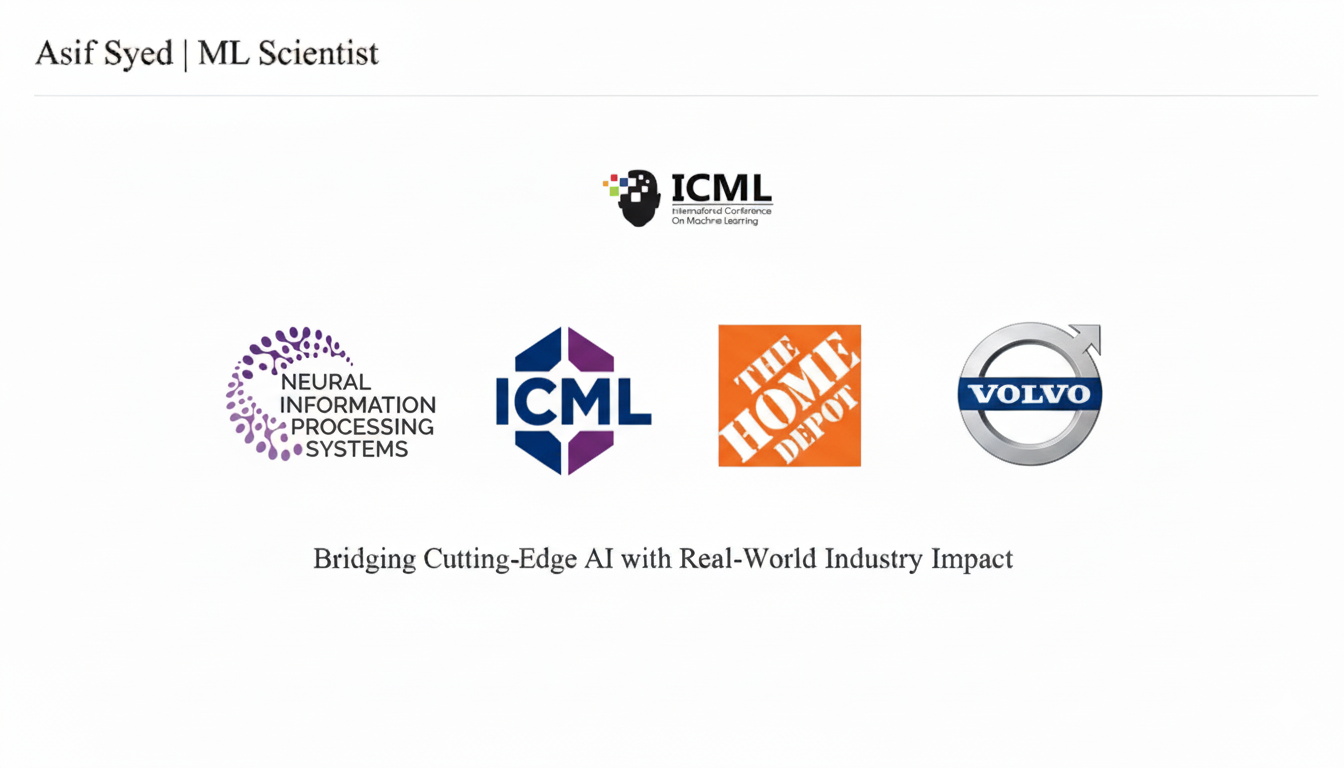 Asif Syed | ML Scientist
ICML
International Conference
On Machine Learning
NEURAL
INFORMATION
PROCESSING
SYSTEMS
ICML
THE
HOME
DEPOT
VOLVO
Bridging Cutting-Edge AI with Real-World Industry Impact